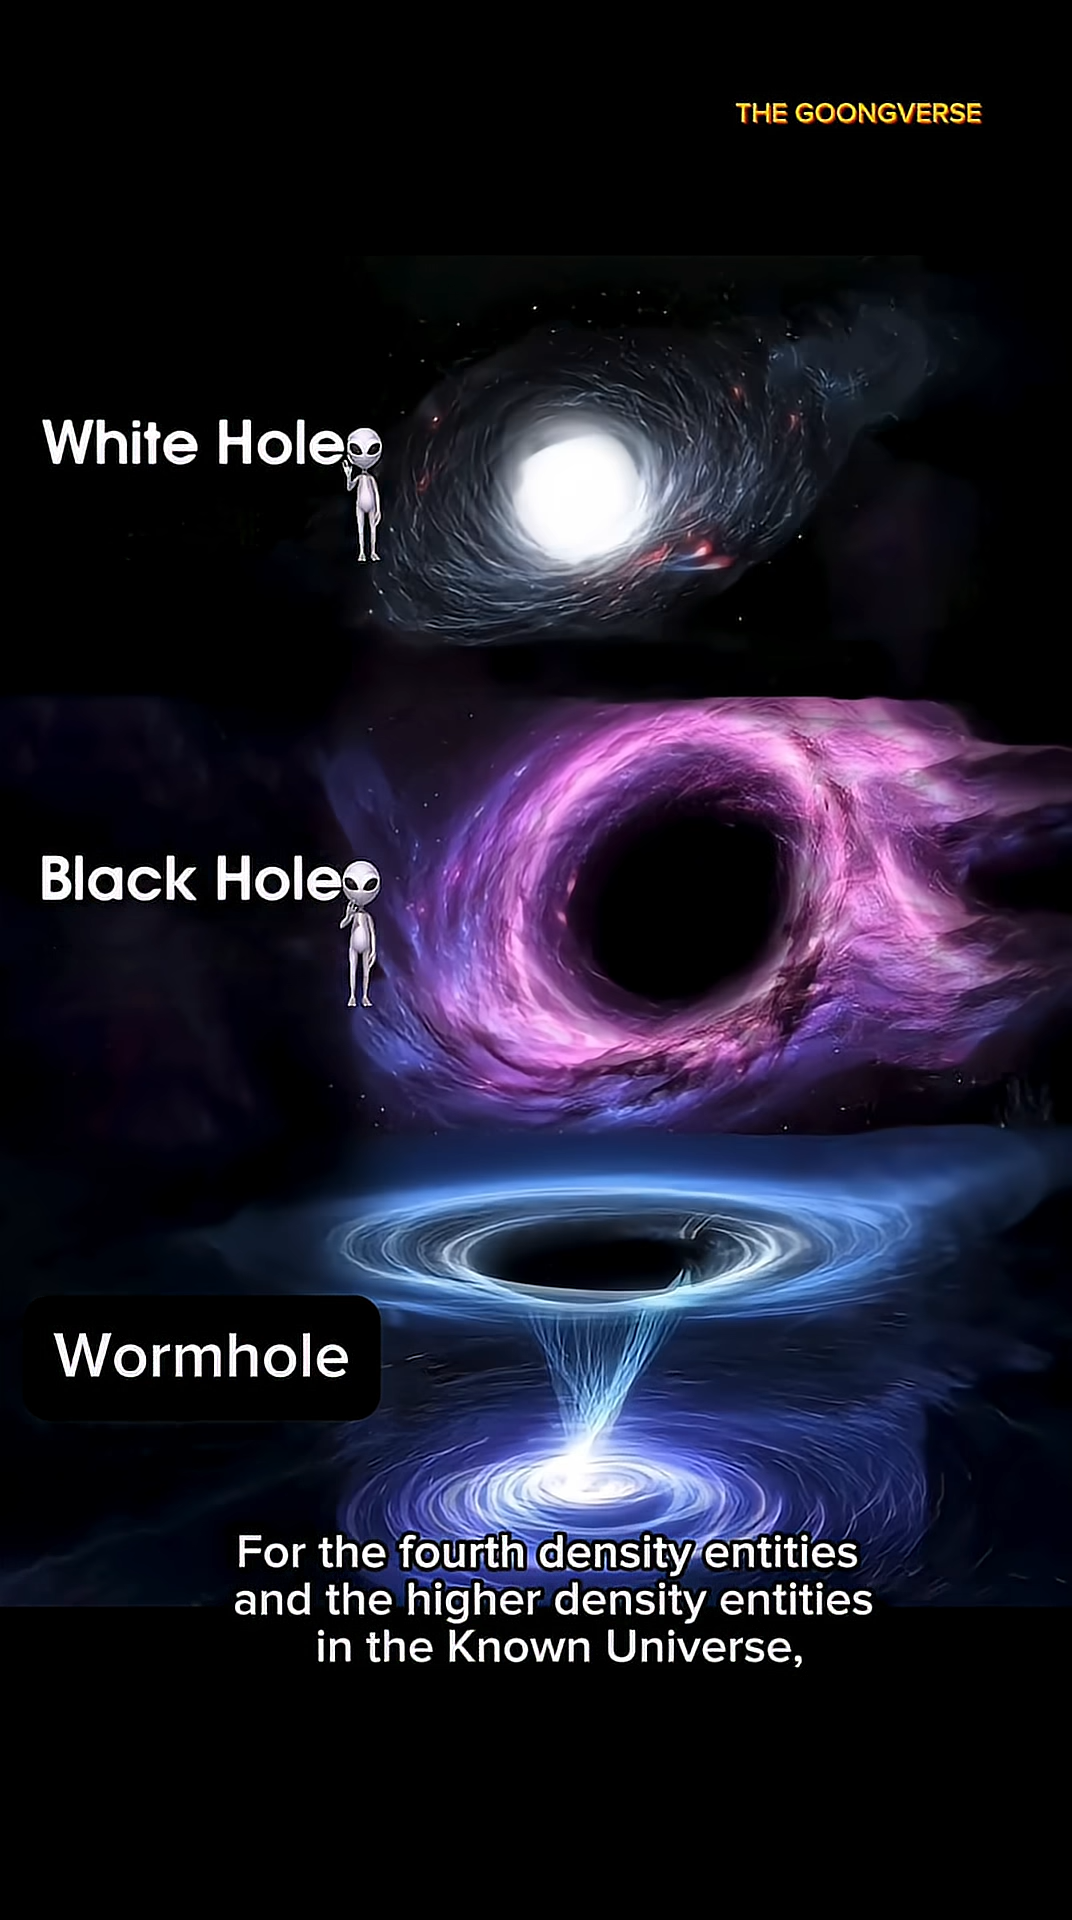 THE GOONGVERSE
White Hole
Black Hole
Wormhole
For the fourth density entities
and the higher density entities
in the Known Universe,